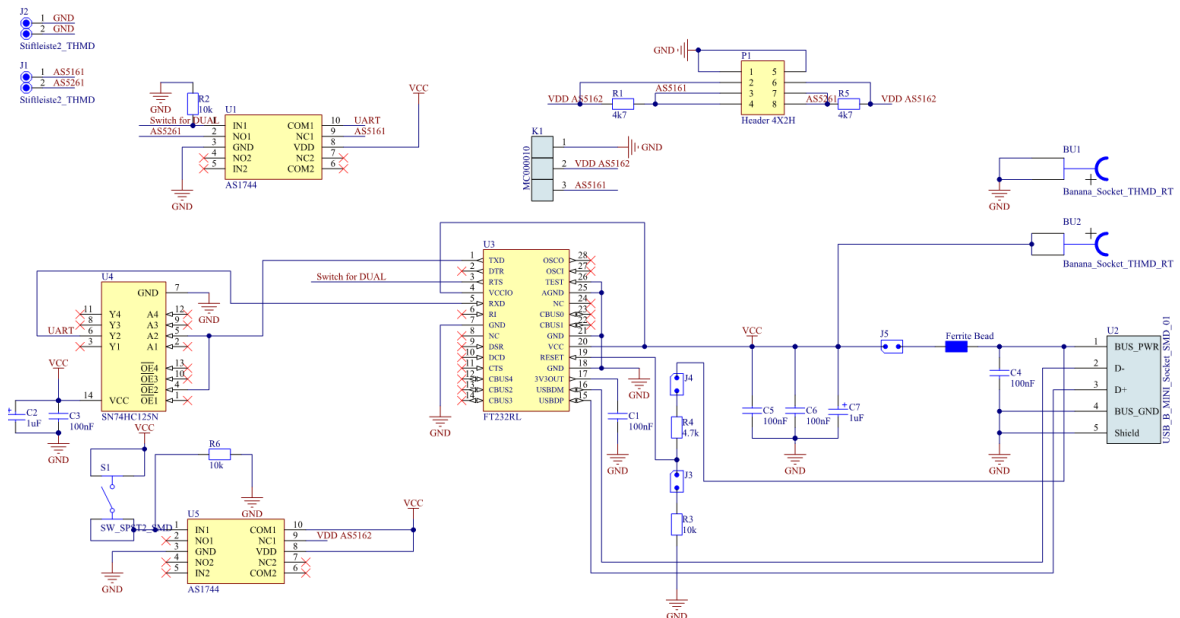 J2
1 GND
2 GND
Stiftleiste2_THMD
J1
1 AS5161
2 AS5261
Stiftleiste2_THMD
GND
R2
10k
VCC
U1
Switch for DUAL
AS5261
1 IN1 COM1 10 UART
2 NO1 NC1 9 AS5161
3 GND VDD 8
4 NO2 NC2 7
5 IN2 COM2 6
AS1744
GND
GND
P1
1 5
2 6
3 7
4 8
Header 4X2H
AS5161
VDD AS5162
R1
4k7
AS5261
R5
4k7
VDD AS5162
K1
MC000010
1 GND
2 VDD AS5162
3 AS5161
BU1
Banana_Socket_THMD_RT
GND
BU2
Banana_Socket_THMD_RT
U4
GND 7
GND
11 Y4 A4 12
8 Y3 A3 9
UART 6 Y2 A2 5
3 Y1 A1 2
OE4 13
OE3 10
OE2 4
14 VCC OE1 1
SN74HC125N
VCC
C2
1uF
C3
100nF
GND
U3
Switch for DUAL
1 TXD OSCO 28
2 DTR OSCI 27
3 RTS TEST 26
4 VCCIO AGND 25
5 RXD NC 24
6 RI CBUS0 23
7 GND CBUS1 22
8 NC GND 21
9 DSR VCC 20
10 DCD RESET 19
11 CTS GND 18
12 CBUS4 3V3OUT 17
13 CBUS2 USBDM 16
14 CBUS3 USBDP 15
FT232RL
GND
GND
C1
100nF
GND
J4
R4
4.7k
J3
R3
10k
GND
VCC
C5
100nF
C6
100nF
C7
1uF
GND
J5
Ferrite Bead
C4
100nF
GND
U2
1 BUS_PWR
2 D-
3 D+
4 BUS_GND
5 Shield
USB_B_MINI_Socket_SMD_01
VCC
S1
SW_SPST2_SMD
R6
10k
GND
U5
VCC
1 IN1 COM1 10
2 NO1 NC1 9 VDD AS5162
3 GND VDD 8
4 NO2 NC2 7
5 IN2 COM2 6
AS1744
GND